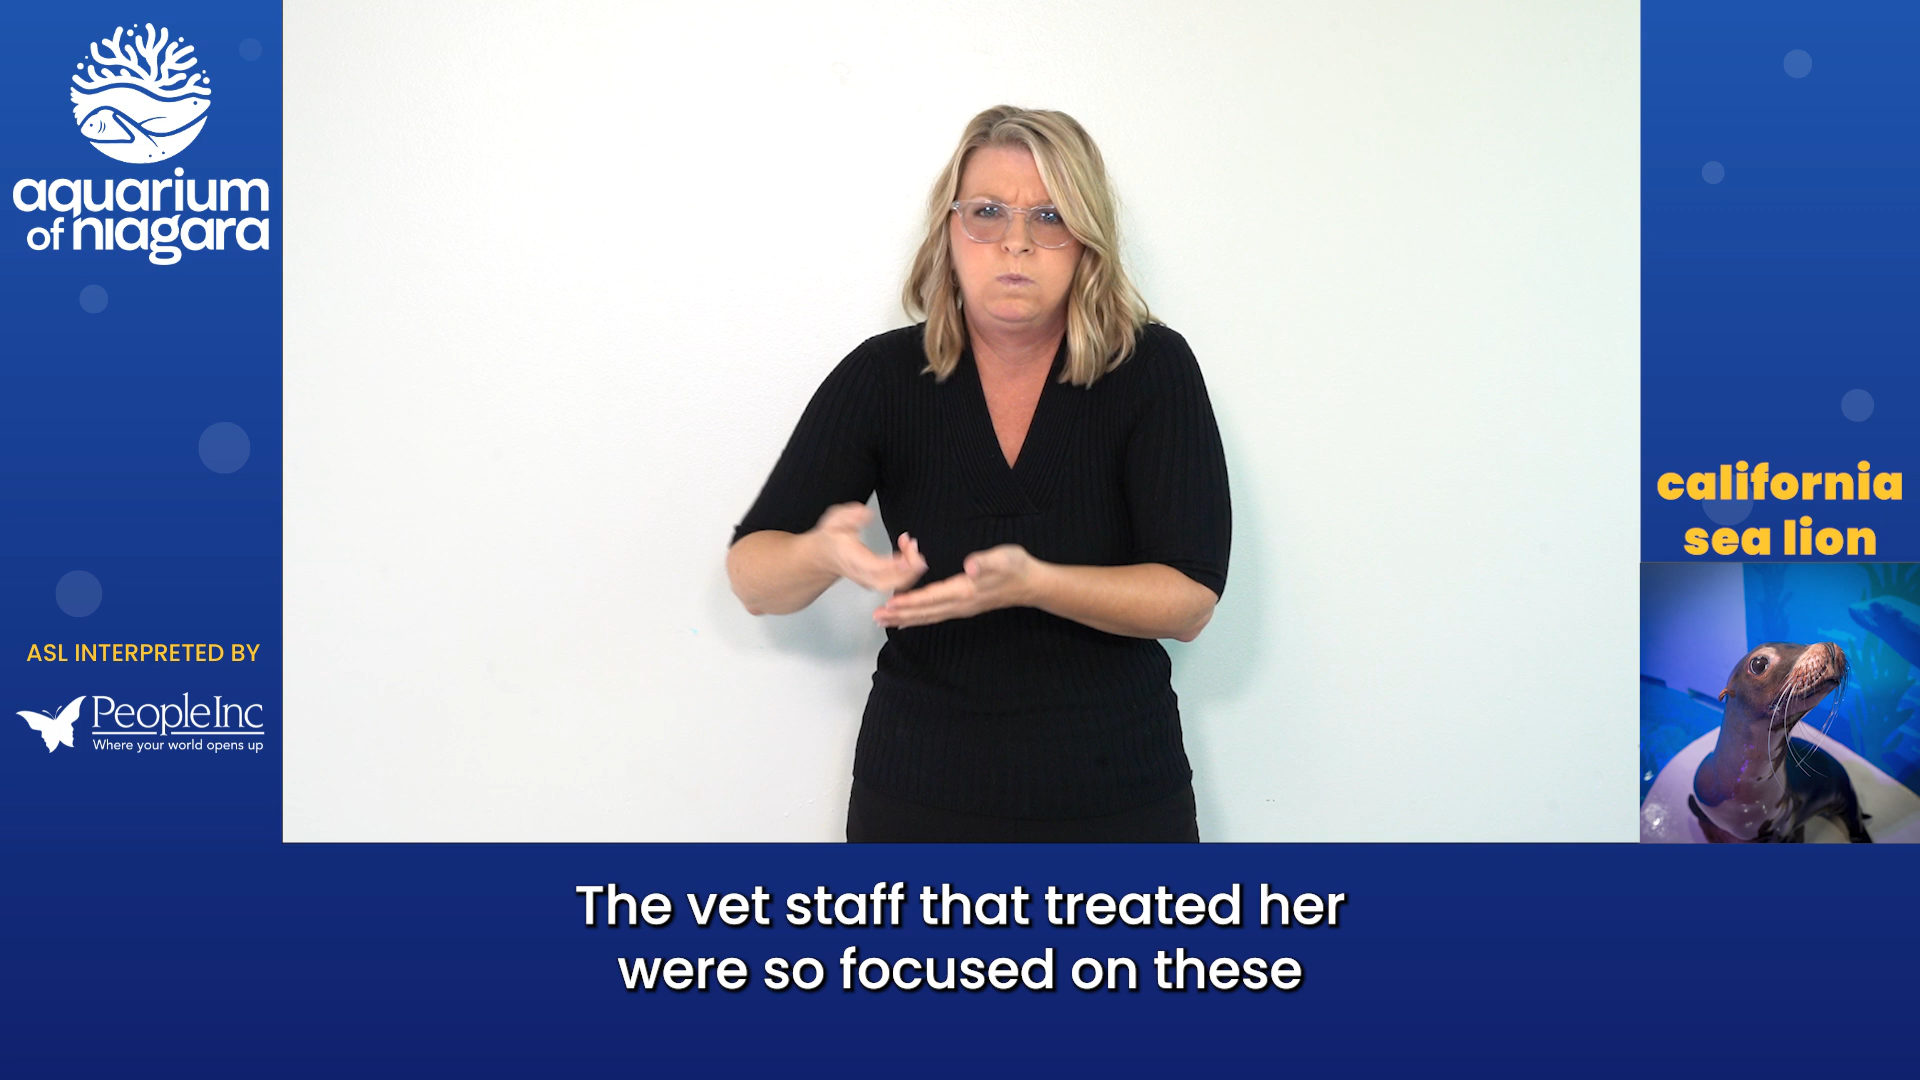 aquarium
of niagara
ASL INTERPRETED BY
PeopleInc
Where your world opens up
california
sea lion
The vet staff that treated her
were so focused on these